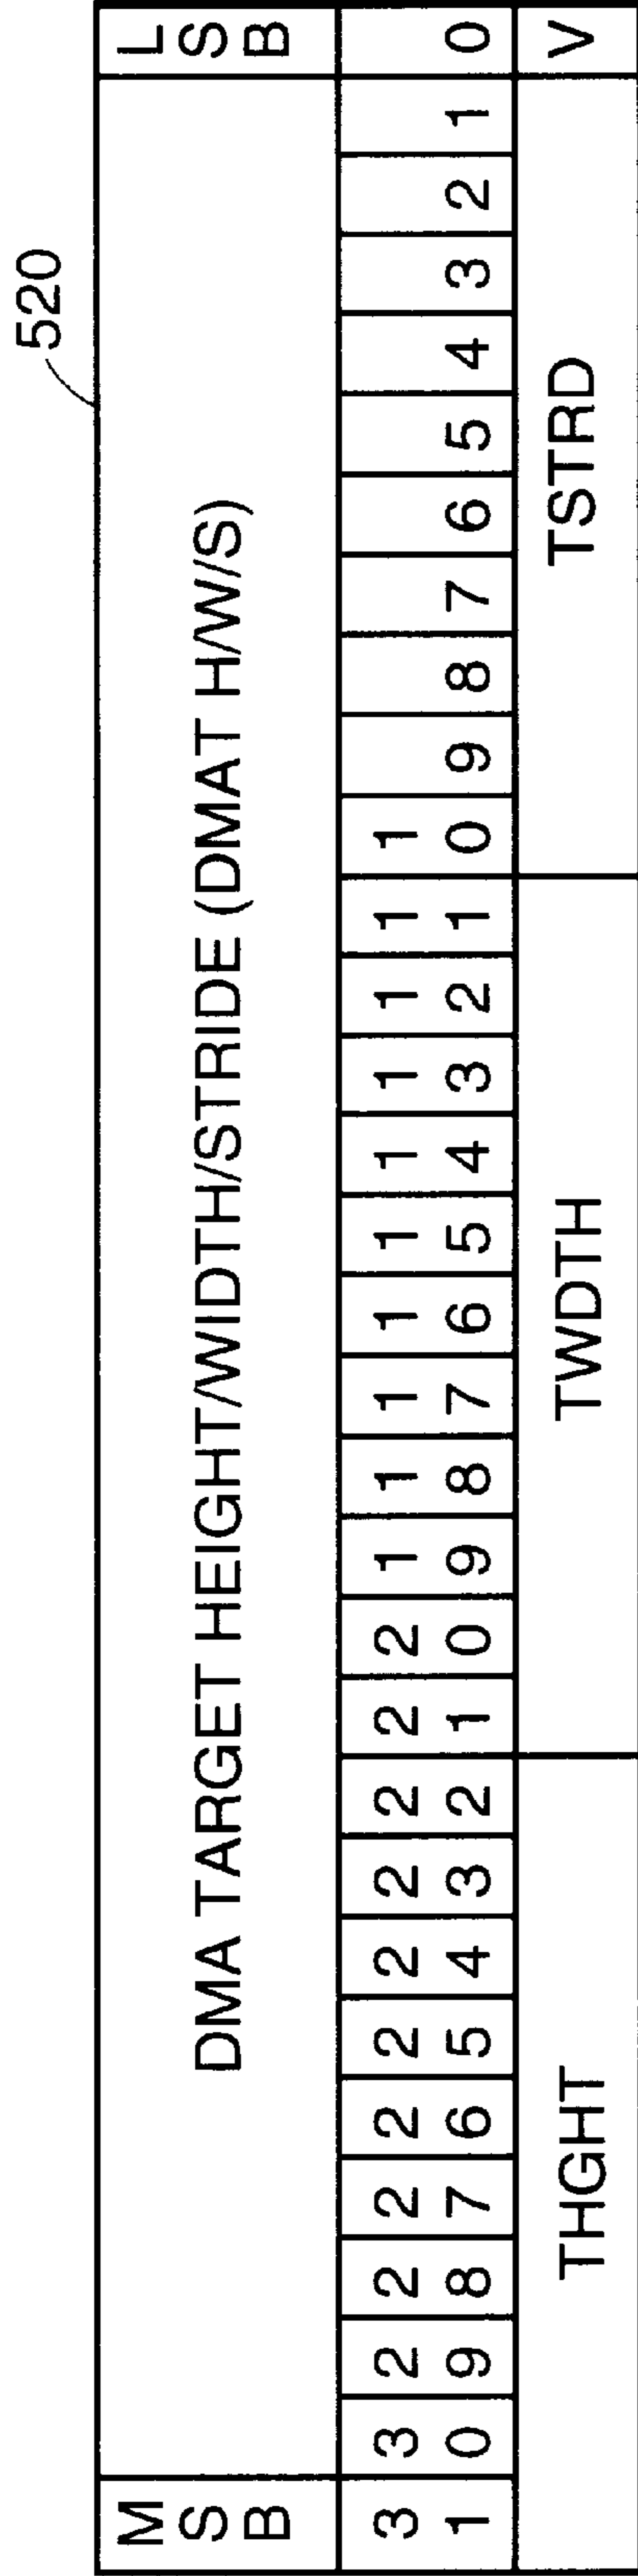 520
MSB
DMA TARGET HEIGHT/WIDTH/STRIDE (DMAT H/W/S)
LSB
31 30 29 28 27 26 25 24 23 22 21 20 19 18 17 16 15 14 13 12 11 10 9 8 7 6 5 4 3 2 1 0
THGHT TWDTH TSTRD V